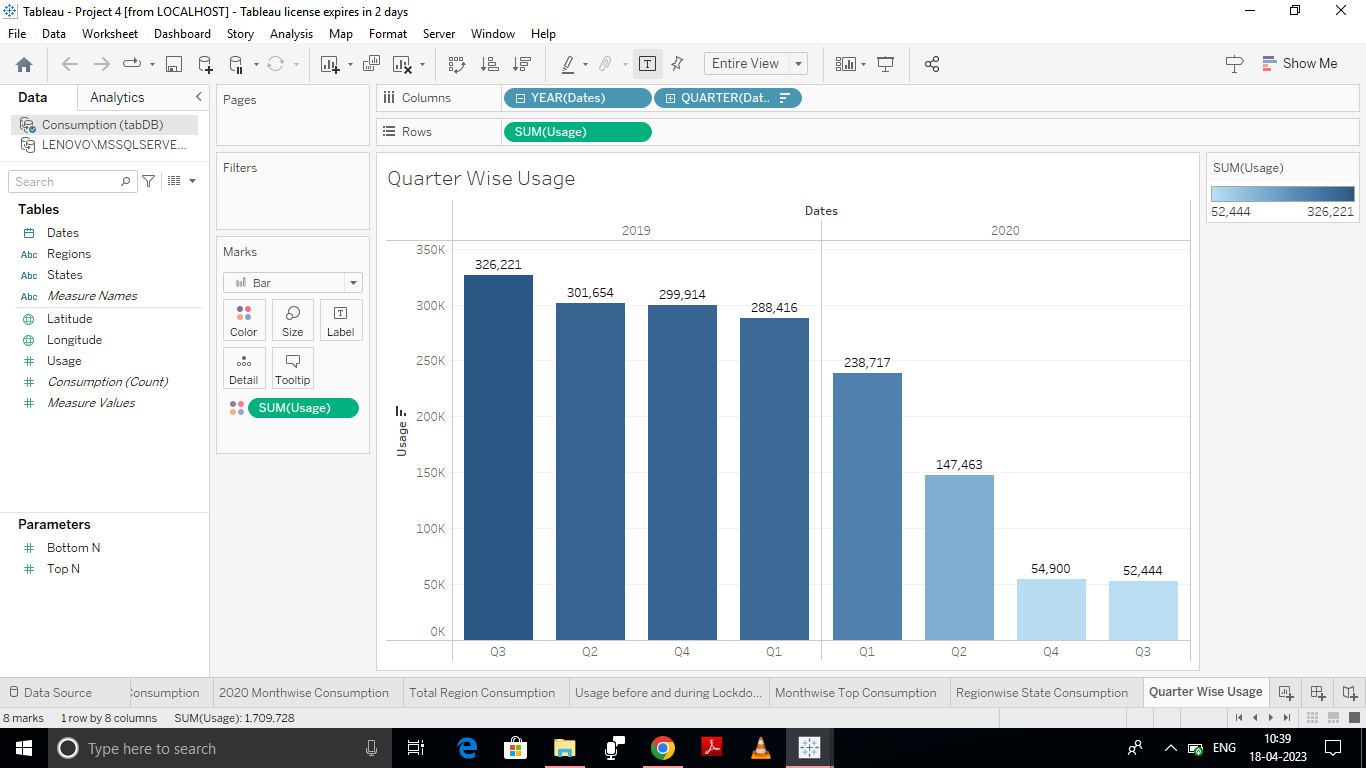 Tableau - Project 4 [from LOCALHOST] - Tableau license expires in 2 days
File Data Worksheet Dashboard Story Analysis Map Format Server Window Help
Entire View
Show Me
Data Analytics
Consumption (tabDB)
LENOVO\MSSQLSERVE...
Search
Tables
Dates
Abc Regions
Abc States
Abc Measure Names
Latitude
Longitude
Usage
Consumption (Count)
Measure Values
Parameters
Bottom N
Top N
Pages
Filters
Marks
Bar
Color Size Label
Detail Tooltip
SUM(Usage)
Columns YEAR(Dates) QUARTER(Dat..
Rows SUM(Usage)
Quarter Wise Usage
Dates
2019 2020
Usage
350K
300K
250K
200K
150K
100K
50K
0K
326,221 301,654 299,914 288,416 238,717 147,463 54,900 52,444
Q3 Q2 Q4 Q1 Q1 Q2 Q4 Q3
SUM(Usage)
52,444 326,221
Data Source Consumption 2020 Monthwise Consumption Total Region Consumption Usage before and during Lockdo... Monthwise Top Consumption Regionwise State Consumption Quarter Wise Usage
8 marks 1 row by 8 columns SUM(Usage): 1,709,728
Type here to search
ENG
10:39
18-04-2023